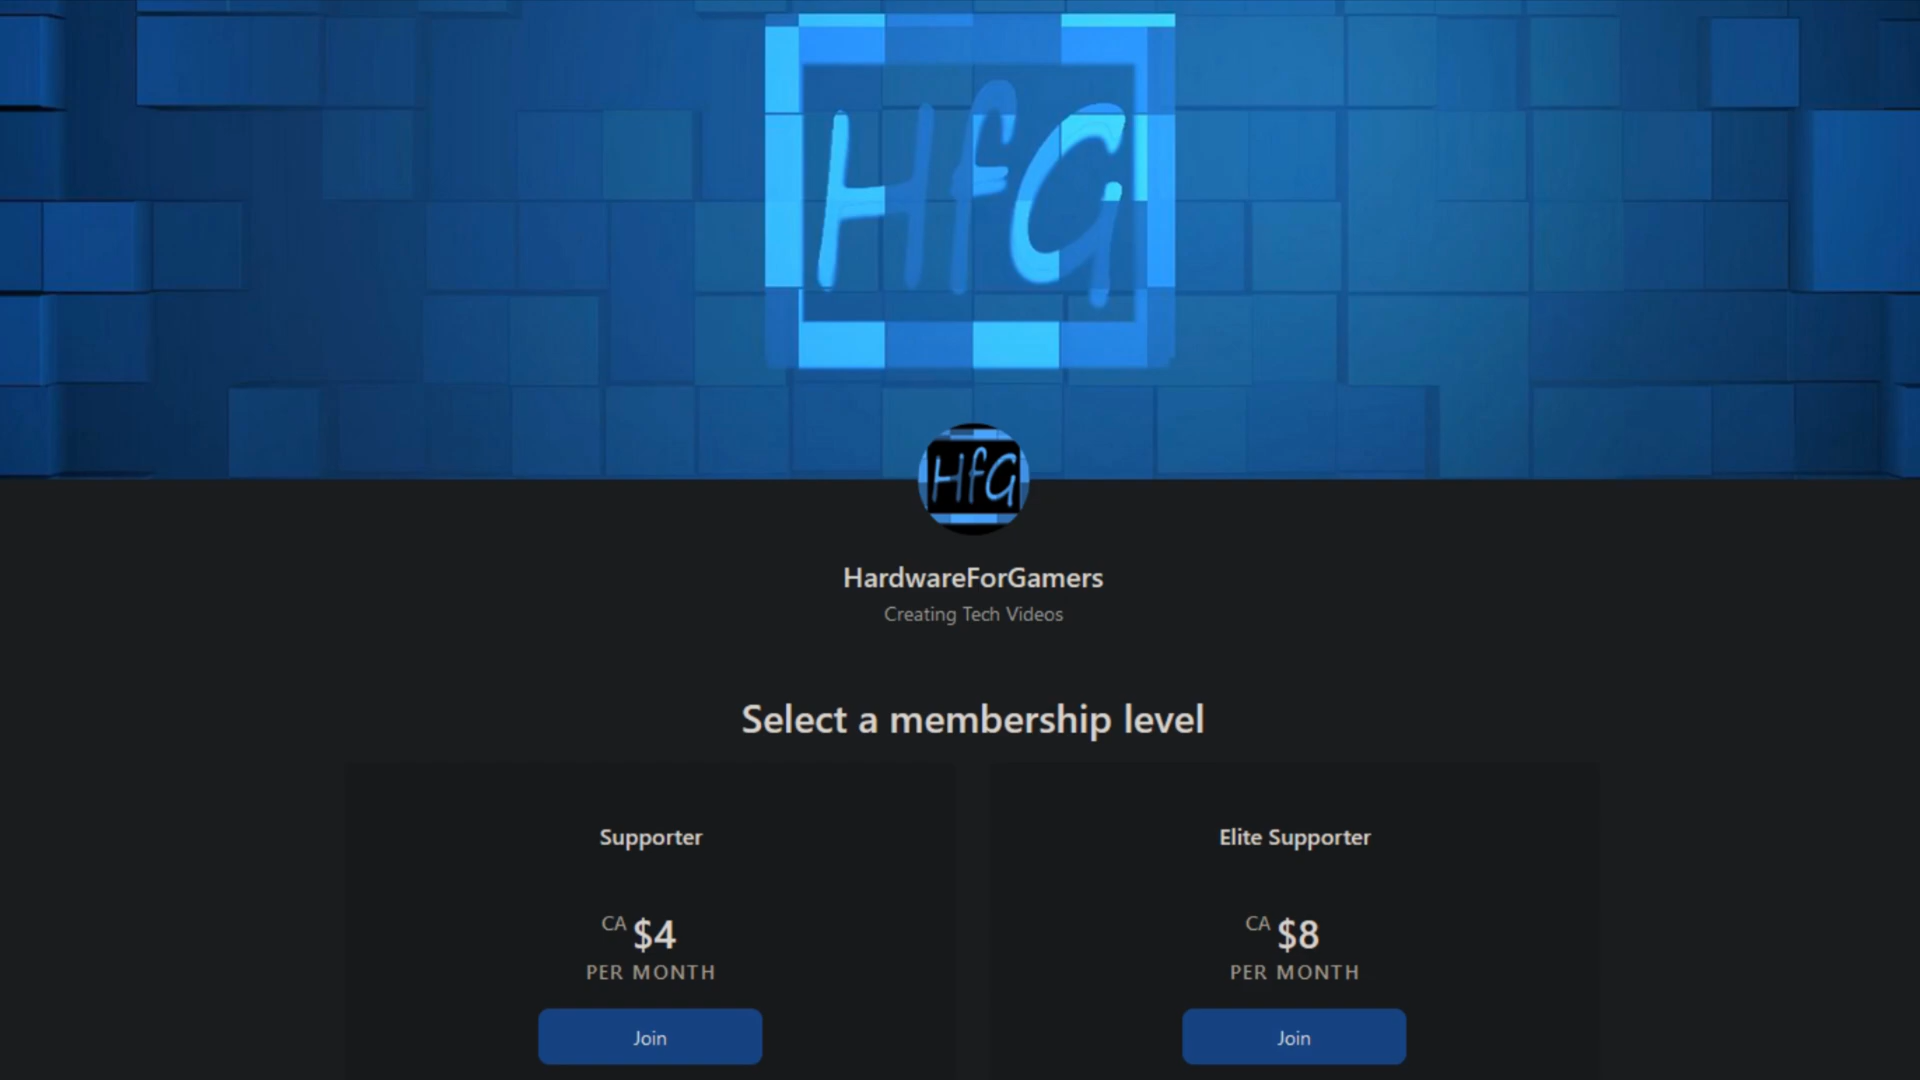 HfG
HfG
HardwareForGamers
Creating Tech Videos
Select a membership level
Supporter
CA $4
PER MONTH
Join
Elite Supporter
CA $8
PER MONTH
Join